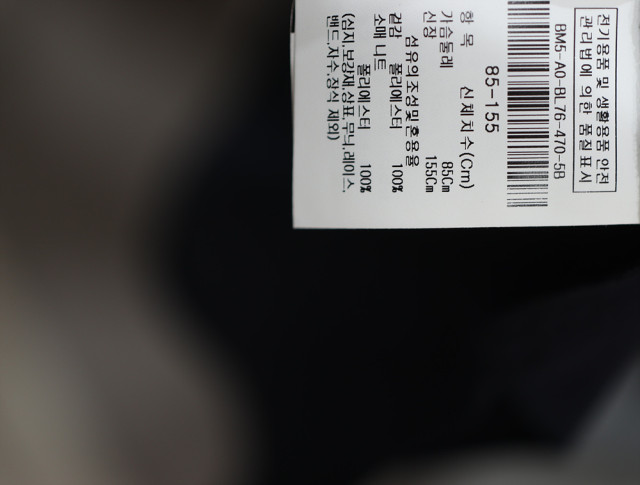 전기용품 및 생활용품 안전
관리법에 의한 품질표시
BM5-A0-BL76-470-5B
85-155
항 목 신체치수(Cm)
가슴둘레 85Cm
신장 155Cm
섬유의조성및혼용율
겉감 폴리에스터 100%
소매 니트
폴리에스터 100%
(심지,보강재,상표,무늬,레이스,
밴드,자수,장식 제외)